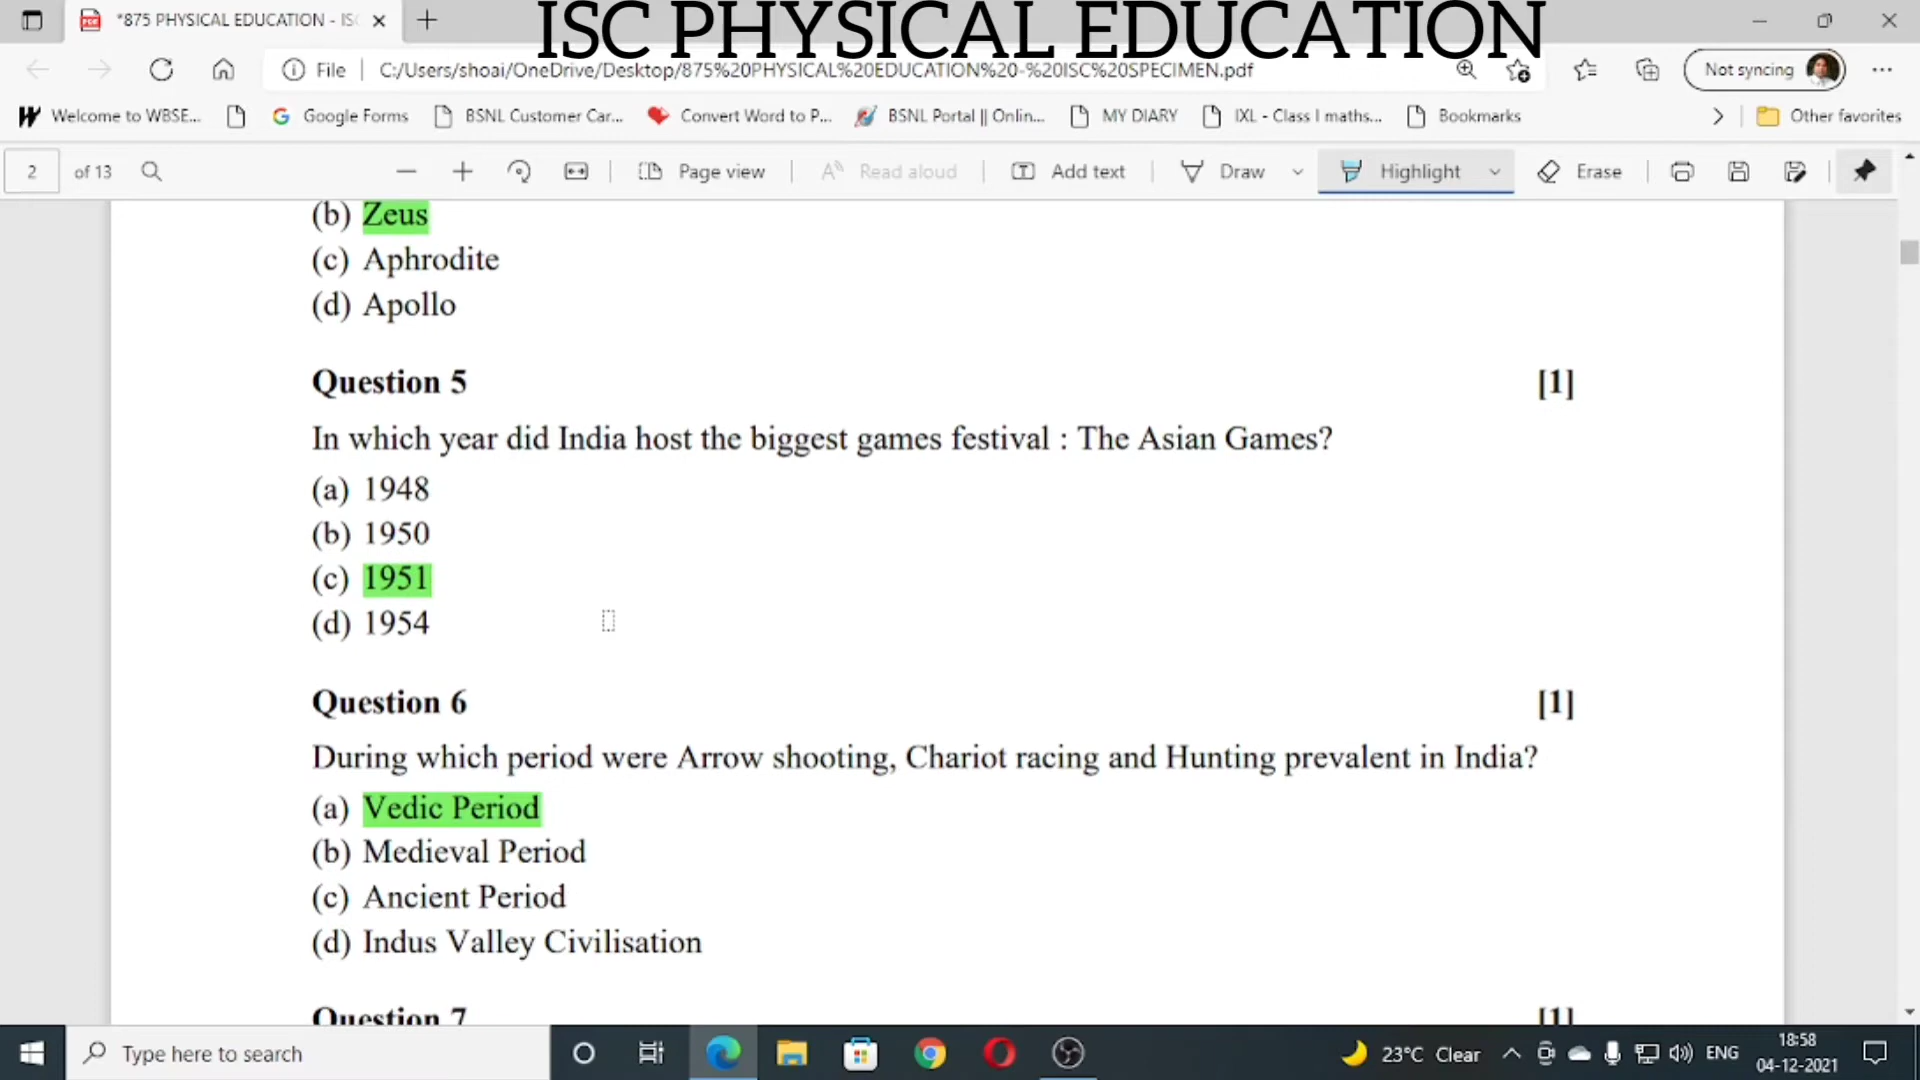 *875 PHYSICAL EDUCATION - ISC
ISC PHYSICAL EDUCATION
File
C:/Users/shoai/OneDrive/Desktop/875%20PHYSICAL%20EDUCATION%20-%20ISC%20SPECIMEN.pdf
Not syncing
Welcome to WBSE...
Google Forms
BSNL Customer Car...
Convert Word to P...
BSNL Portal || Onlin...
MY DIARY
IXL - Class I maths...
Bookmarks
Other favorites
2 of 13
Page view
Read aloud
Add text
Draw
Highlight
Erase
(b) Zeus
(c) Aphrodite
(d) Apollo
Question 5 [1]
In which year did India host the biggest games festival : The Asian Games?
(a) 1948
(b) 1950
(c) 1951
(d) 1954
Question 6 [1]
During which period were Arrow shooting, Chariot racing and Hunting prevalent in India?
(a) Vedic Period
(b) Medieval Period
(c) Ancient Period
(d) Indus Valley Civilisation
Question 7 [1]
Type here to search
23°C Clear
ENG
18:58
04-12-2021